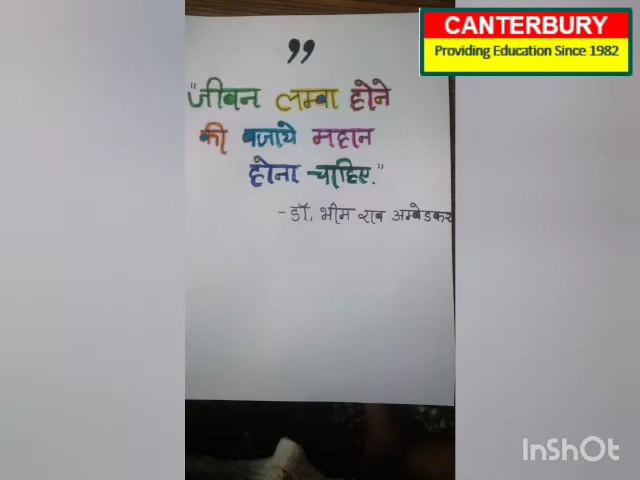 CANTERBURY
Providing Education Since 1982
”
"जीवन लम्बा होने
की बजाये महान
होना चाहिए."
- डॉ. भीम राव अम्बेडकर
InShOt